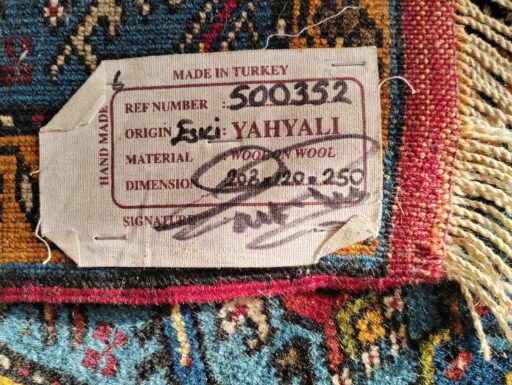 MADE IN TURKEY
HAND MADE
REF NUMBER : 500352
ORIGIN Eski : YAHYALI
MATERIAL : WOOL ON WOOL
DIMENSION 203x120=250
SIGNATURE